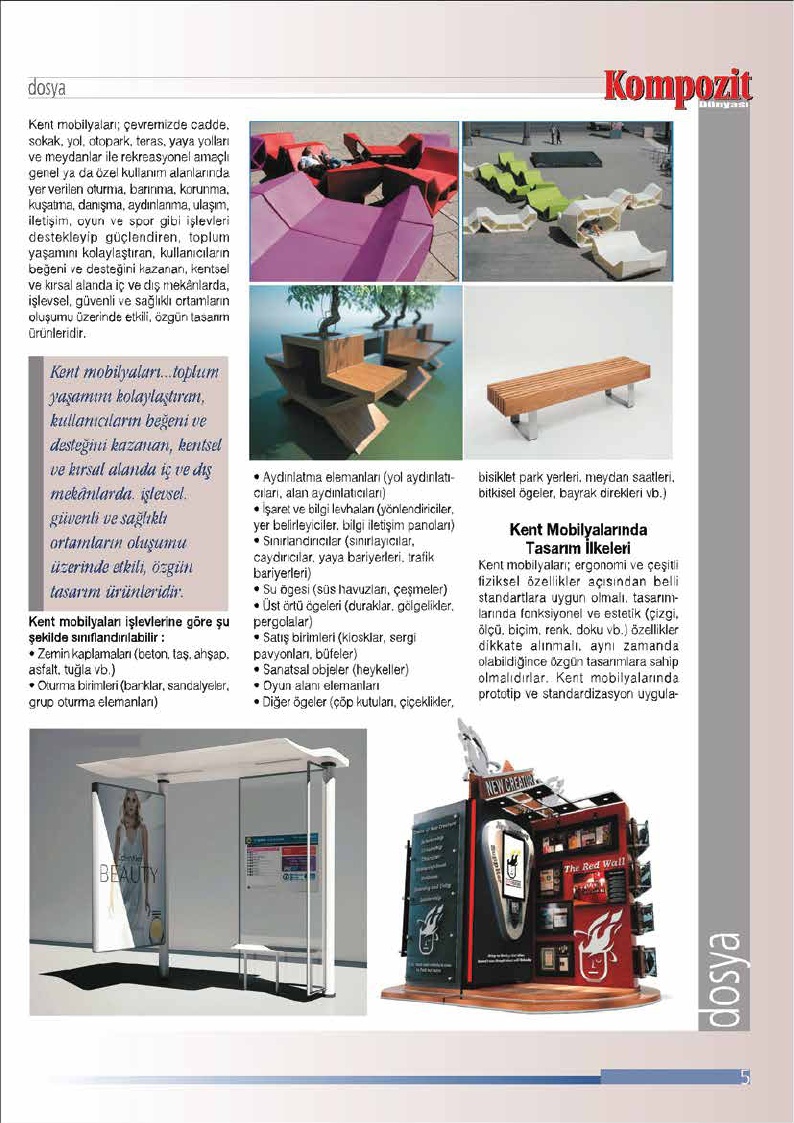 dosya
Kompozit
Dünyası
Kent mobilyaları; çevremizde cadde,
sokak, yol, otopark, teras, yaya yolları
ve meydanlar ile rekreasyonel amaçlı
genel ya da özel kullanım alanlarında
yer verilen oturma, barınma, korunma,
kuşatma, danışma, aydınlanma, ulaşım,
iletişim, oyun ve spor gibi işlevleri
destekleyip güçlendiren, toplum
yaşamını kolaylaştıran, kullanıcıların
beğeni ve desteğini kazanan, kentsel
ve kırsal alanda iç ve dış mekânlarda,
işlevsel, güvenli ve sağlıklı ortamların
oluşumu üzerinde etkili, özgün tasarım
ürünleridir.
Kent mobilyaları...toplum
yaşamını kolaylaştıran,
kullanıcıların beğeni ve
desteğini kazanan, kentsel
ve kırsal alanda iç ve dış
mekânlarda, işlevsel,
güvenli ve sağlıklı
ortamların oluşumu
üzerinde etkili, özgün
tasarım ürünleridir.
Kent mobilyaları işlevlerine göre şu
şekilde sınıflandırılabilir :
• Zemin kaplamaları (beton, taş, ahşap,
asfalt, tuğla vb.)
• Oturma birimleri (banklar, sandalyeler,
grup oturma elemanları)
• Aydınlatma elemanları (yol aydınlatı-
cıları, alan aydınlatıcıları)
• İşaret ve bilgi levhaları (yönlendiriciler,
yer belirleyiciler, bilgi iletişim panoları)
• Sınırlandırıcılar (sınırlayıcılar,
caydırıcılar, yaya bariyerleri, trafik
bariyerleri)
• Su ögesi (süs havuzları, çeşmeler)
• Üst örtü ögeleri (duraklar, gölgelikler,
pergolalar)
• Satış birimleri (kiosklar, sergi
pavyonları, büfeler)
• Sanatsal objeler (heykeller)
• Oyun alanı elemanları
• Diğer ögeler (çöp kutuları, çiçeklikler,
bisiklet park yerleri, meydan saatleri,
bitkisel ögeler, bayrak direkleri vb.)
Kent Mobilyalarında
Tasarım İlkeleri
Kent mobilyaları; ergonomi ve çeşitli
fiziksel özellikler açısından belli
standartlara uygun olmalı, tasarım-
larında fonksiyonel ve estetik (çizgi,
ölçü, biçim, renk, doku vb.) özellikler
dikkate alınmalı, aynı zamanda
olabildiğince özgün tasarımlara sahip
olmalıdırlar. Kent mobilyalarında
prototip ve standardizasyon uygula-
BEAUTY
NEW CREATURE
The Red Wall
dosya
5